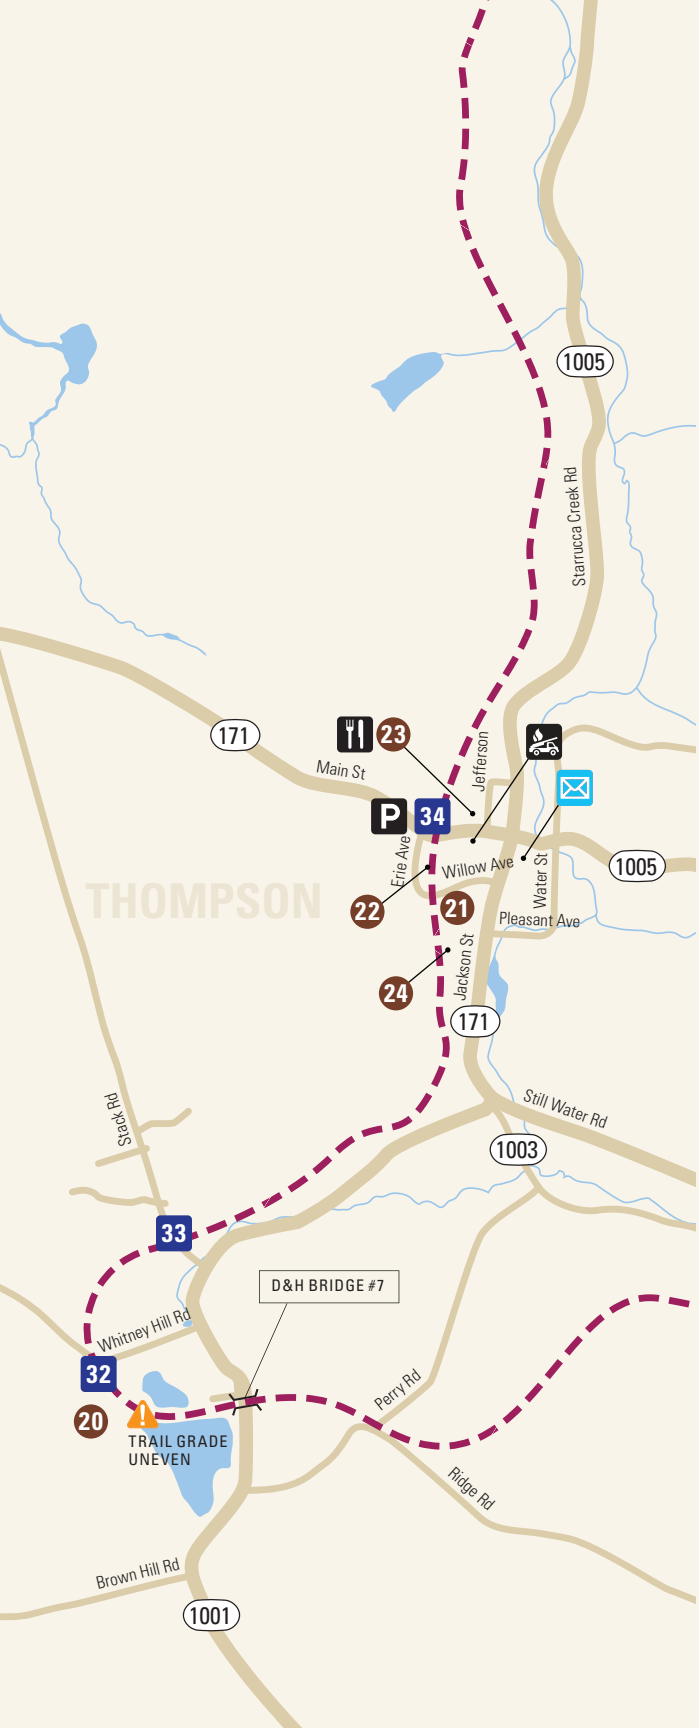 1005
Starrucca Creek Rd
171
23
Jefferson
Main St
P
34
Erie Ave
Willow Ave
Water St
1005
THOMPSON
22
21
Pleasant Ave
Jackson St
24
171
Stack Rd
Still Water Rd
1003
33
D&H BRIDGE #7
Whitney Hill Rd
32
Perry Rd
20
!
TRAIL GRADE
UNEVEN
Ridge Rd
Brown Hill Rd
1001